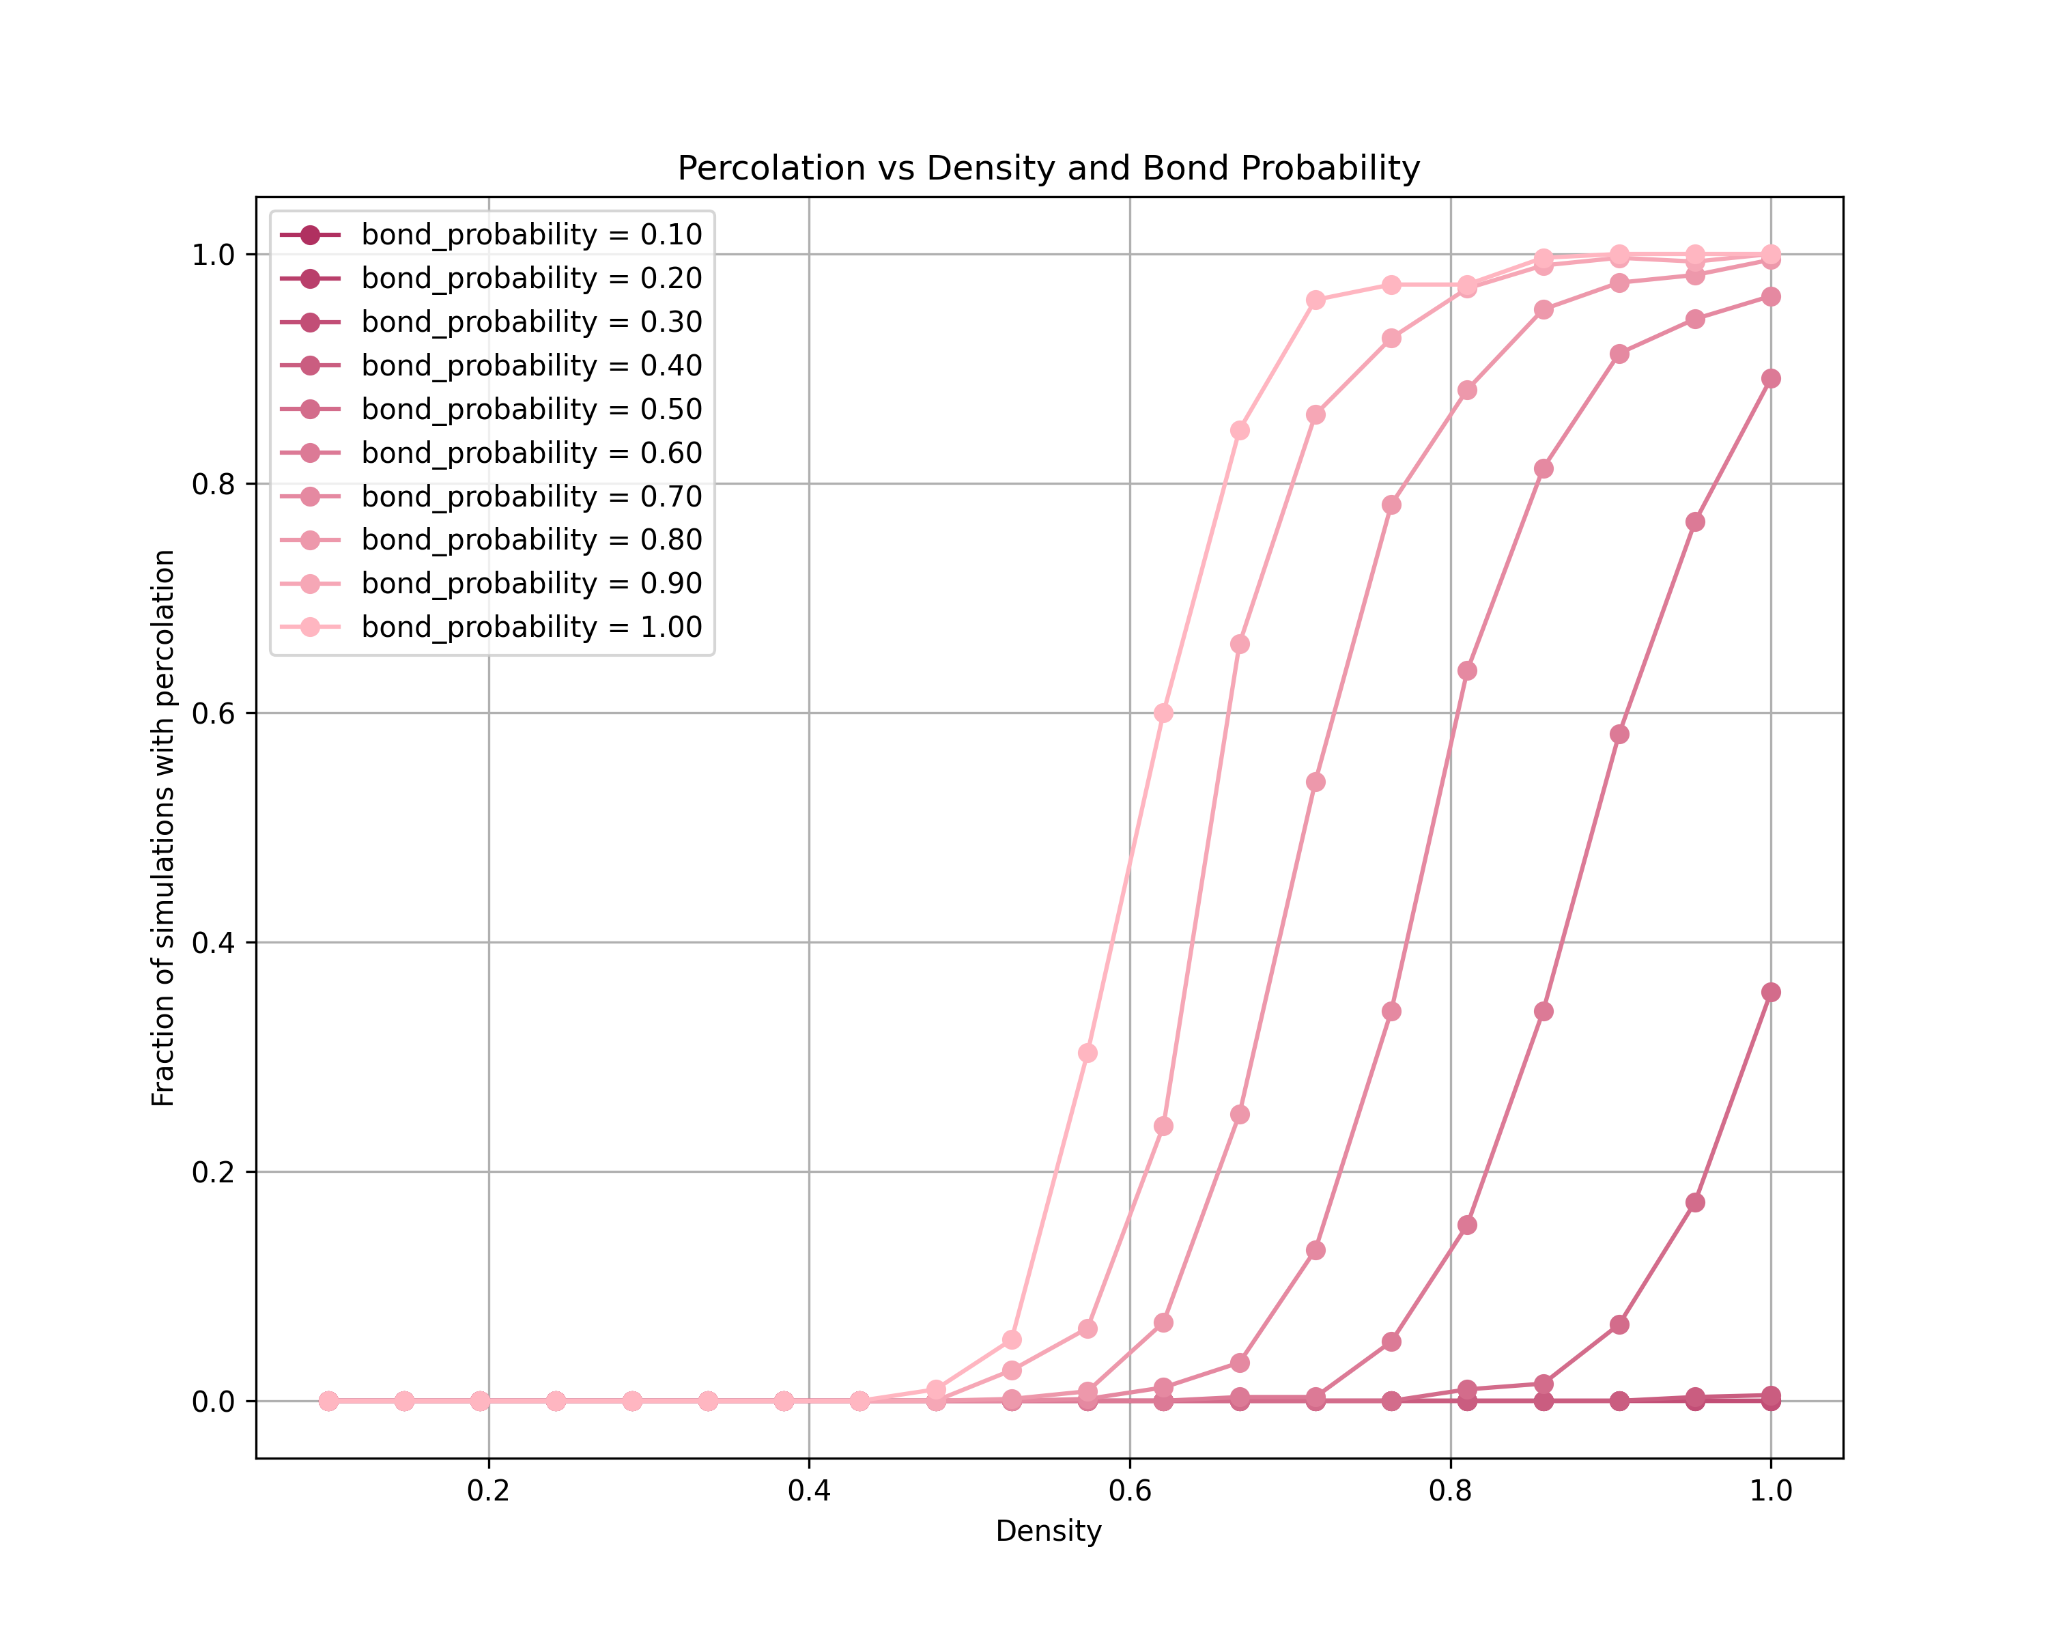 Percolation vs Density and Bond Probability
bond_probability = 0.10
bond_probability = 0.20
bond_probability = 0.30
bond_probability = 0.40
bond_probability = 0.50
bond_probability = 0.60
bond_probability = 0.70
bond_probability = 0.80
bond_probability = 0.90
bond_probability = 1.00
Fraction of simulations with percolation
1.0
0.8
0.6
0.4
0.2
0.0
0.2
0.4
0.6
0.8
1.0
Density